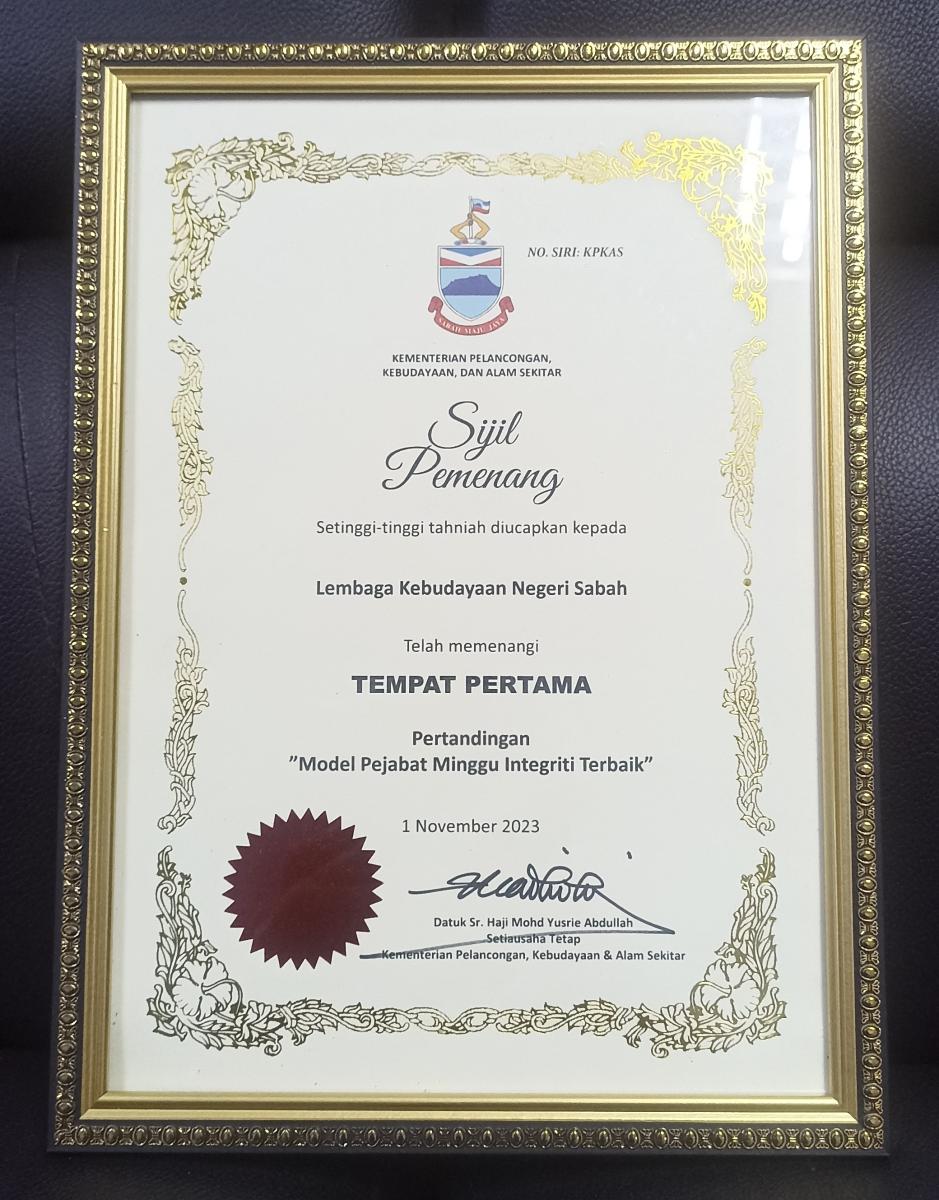 NO. SIRI: KPKAS
SABAH MAJU JAYA
KEMENTERIAN PELANCONGAN,
KEBUDAYAAN, DAN ALAM SEKITAR
Sijil
Pemenang
Setinggi-tinggi tahniah diucapkan kepada
Lembaga Kebudayaan Negeri Sabah
Telah memenangi
TEMPAT PERTAMA
Pertandingan
”Model Pejabat Minggu Integriti Terbaik”
1 November 2023
Datuk Sr. Haji Mohd Yusrie Abdullah
Setiausaha Tetap
Kementerian Pelancongan, Kebudayaan & Alam Sekitar